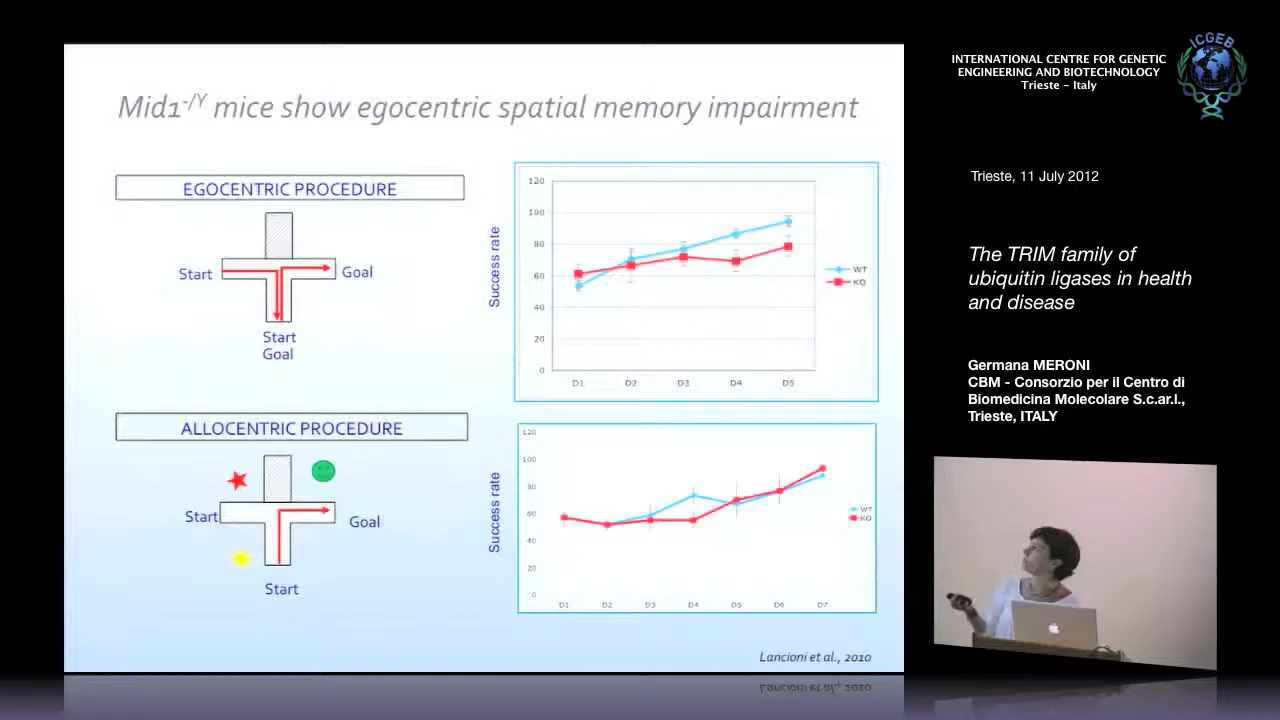 Mid1-/Y mice show egocentric spatial memory impairment
EGOCENTRIC PROCEDURE
Start
Goal
Start
Goal
Success rate
120
100
80
60
40
20
0
D1 D2 D3 D4 D5
WT
KO
ALLOCENTRIC PROCEDURE
Start
Goal
Start
Success rate
120
100
80
60
40
20
0
D1 D2 D3 D4 D5 D6 D7
WT
KO
Lancioni et al., 2010
INTERNATIONAL CENTRE FOR GENETIC
ENGINEERING AND BIOTECHNOLOGY
Trieste – Italy
ICGEB
Trieste, 11 July 2012
The TRIM family of
ubiquitin ligases in health
and disease
Germana MERONI
CBM - Consorzio per il Centro di
Biomedicina Molecolare S.c.ar.l.,
Trieste, ITALY